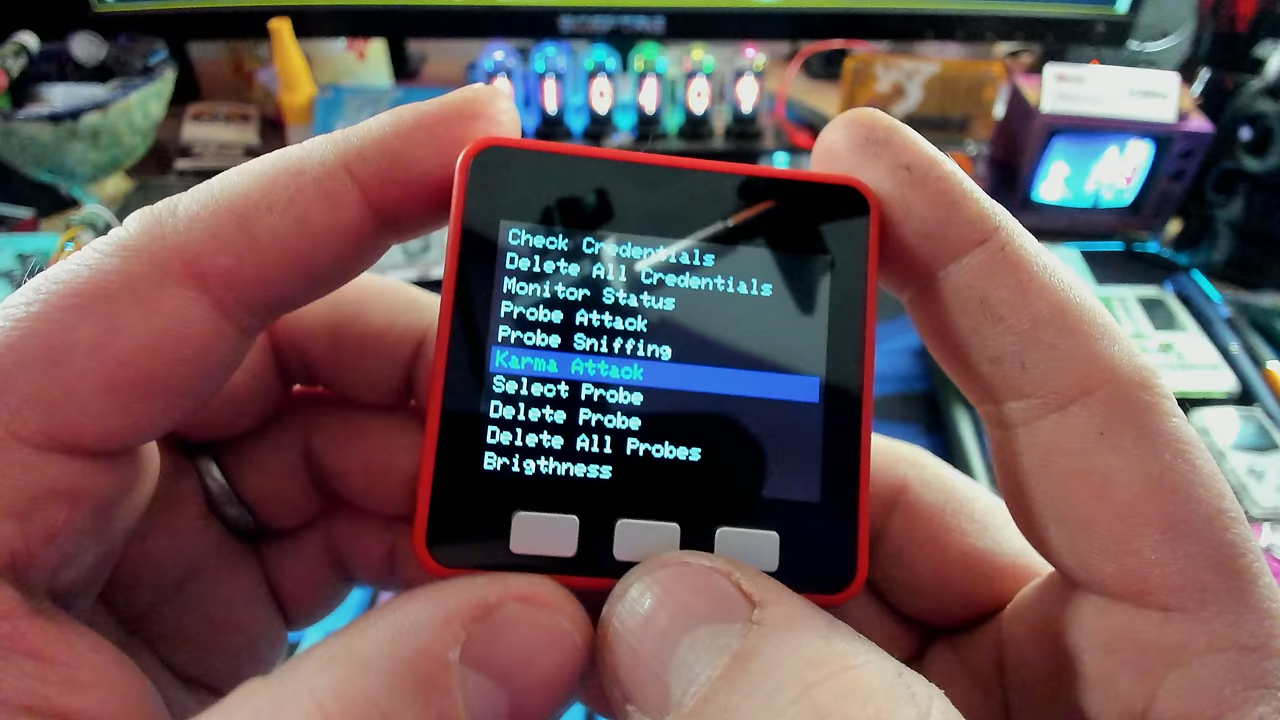 Check Credentials
Delete All Credentials
Monitor Status
Probe Attack
Probe Sniffing
Karma Attack
Select Probe
Delete Probe
Delete All Probes
Brigthness